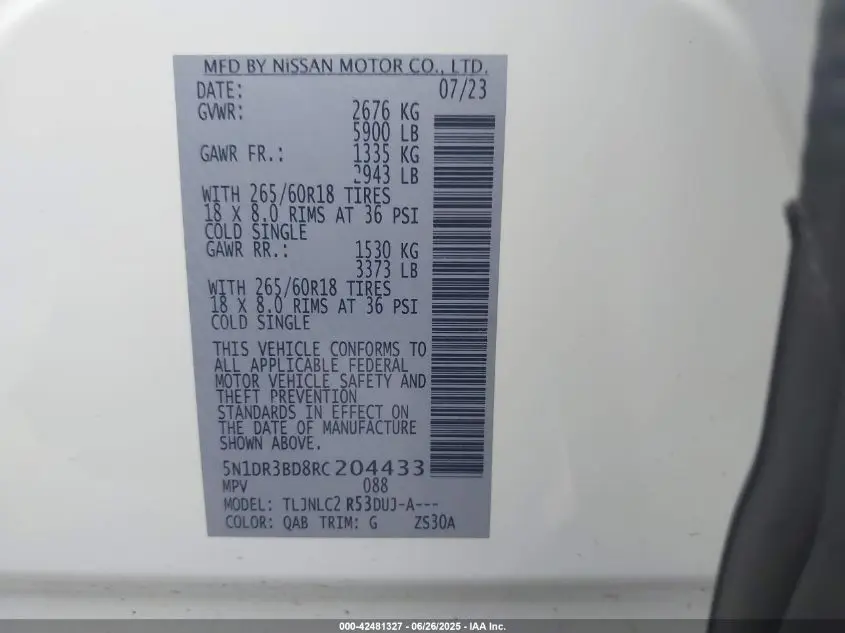 MFD BY NISSAN MOTOR CO., LTD.
DATE: 07/23
GVWR: 2676 KG
5900 LB
GAWR FR.: 1335 KG
2943 LB
WITH 265/60R18 TIRES
18 X 8.0 RIMS AT 36 PSI
COLD SINGLE
GAWR RR.: 1530 KG
3373 LB
WITH 265/60R18 TIRES
18 X 8.0 RIMS AT 36 PSI
COLD SINGLE
THIS VEHICLE CONFORMS TO
ALL APPLICABLE FEDERAL
MOTOR VEHICLE SAFETY AND
THEFT PREVENTION
STANDARDS IN EFFECT ON
THE DATE OF MANUFACTURE
SHOWN ABOVE.
5N1DR3BD8RC204433
MPV 088
MODEL: TLJNLC2 R53DUJ-A---
COLOR: QAB TRIM: G ZS30A
000-42481327 - 06/26/2025 - IAA Inc.